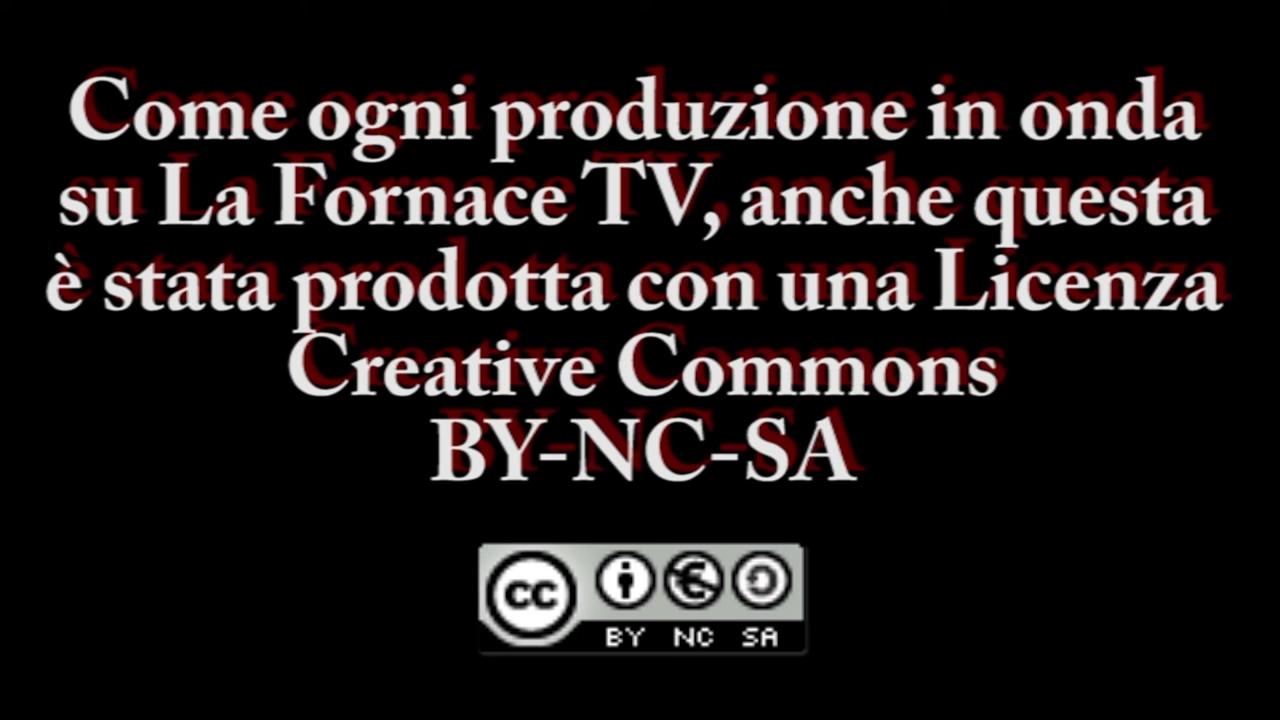 Come ogni produzione in onda
su La Fornace TV, anche questa
è stata prodotta con una Licenza
Creative Commons
BY-NC-SA
cc
BY NC SA